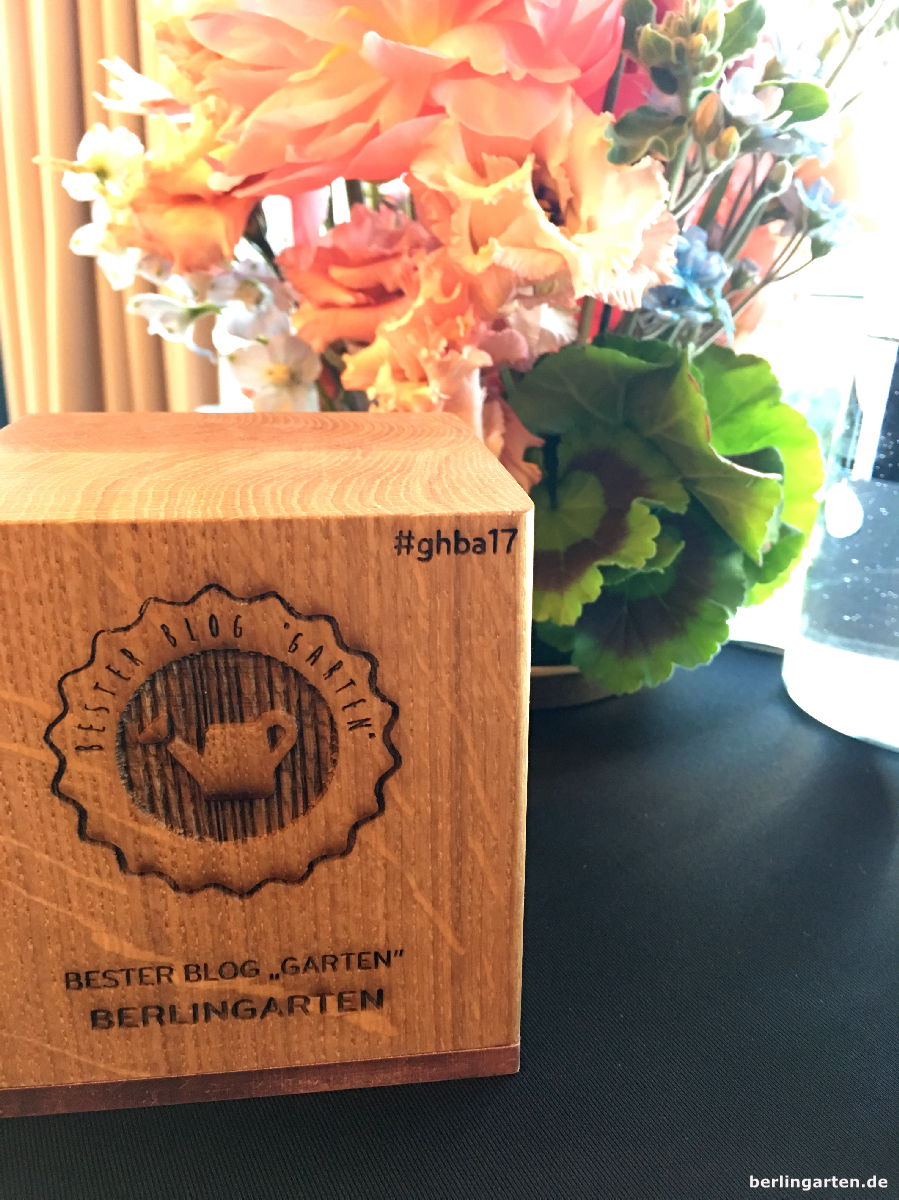 #ghba17
BESTER BLOG "GARTEN"
BESTER BLOG „GARTEN”
BERLINGARTEN
berlingarten.de